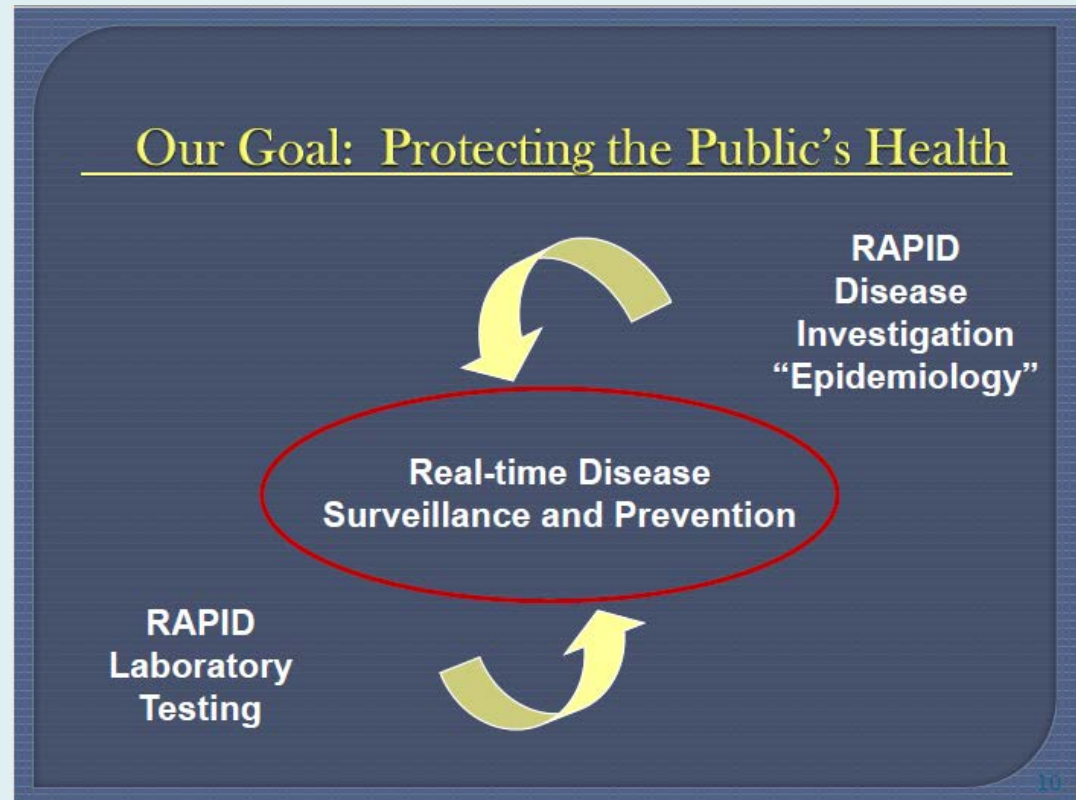 Our Goal: Protecting the Public’s Health
RAPID
Disease
Investigation
“Epidemiology”
Real-time Disease
Surveillance and Prevention
RAPID
Laboratory
Testing
10